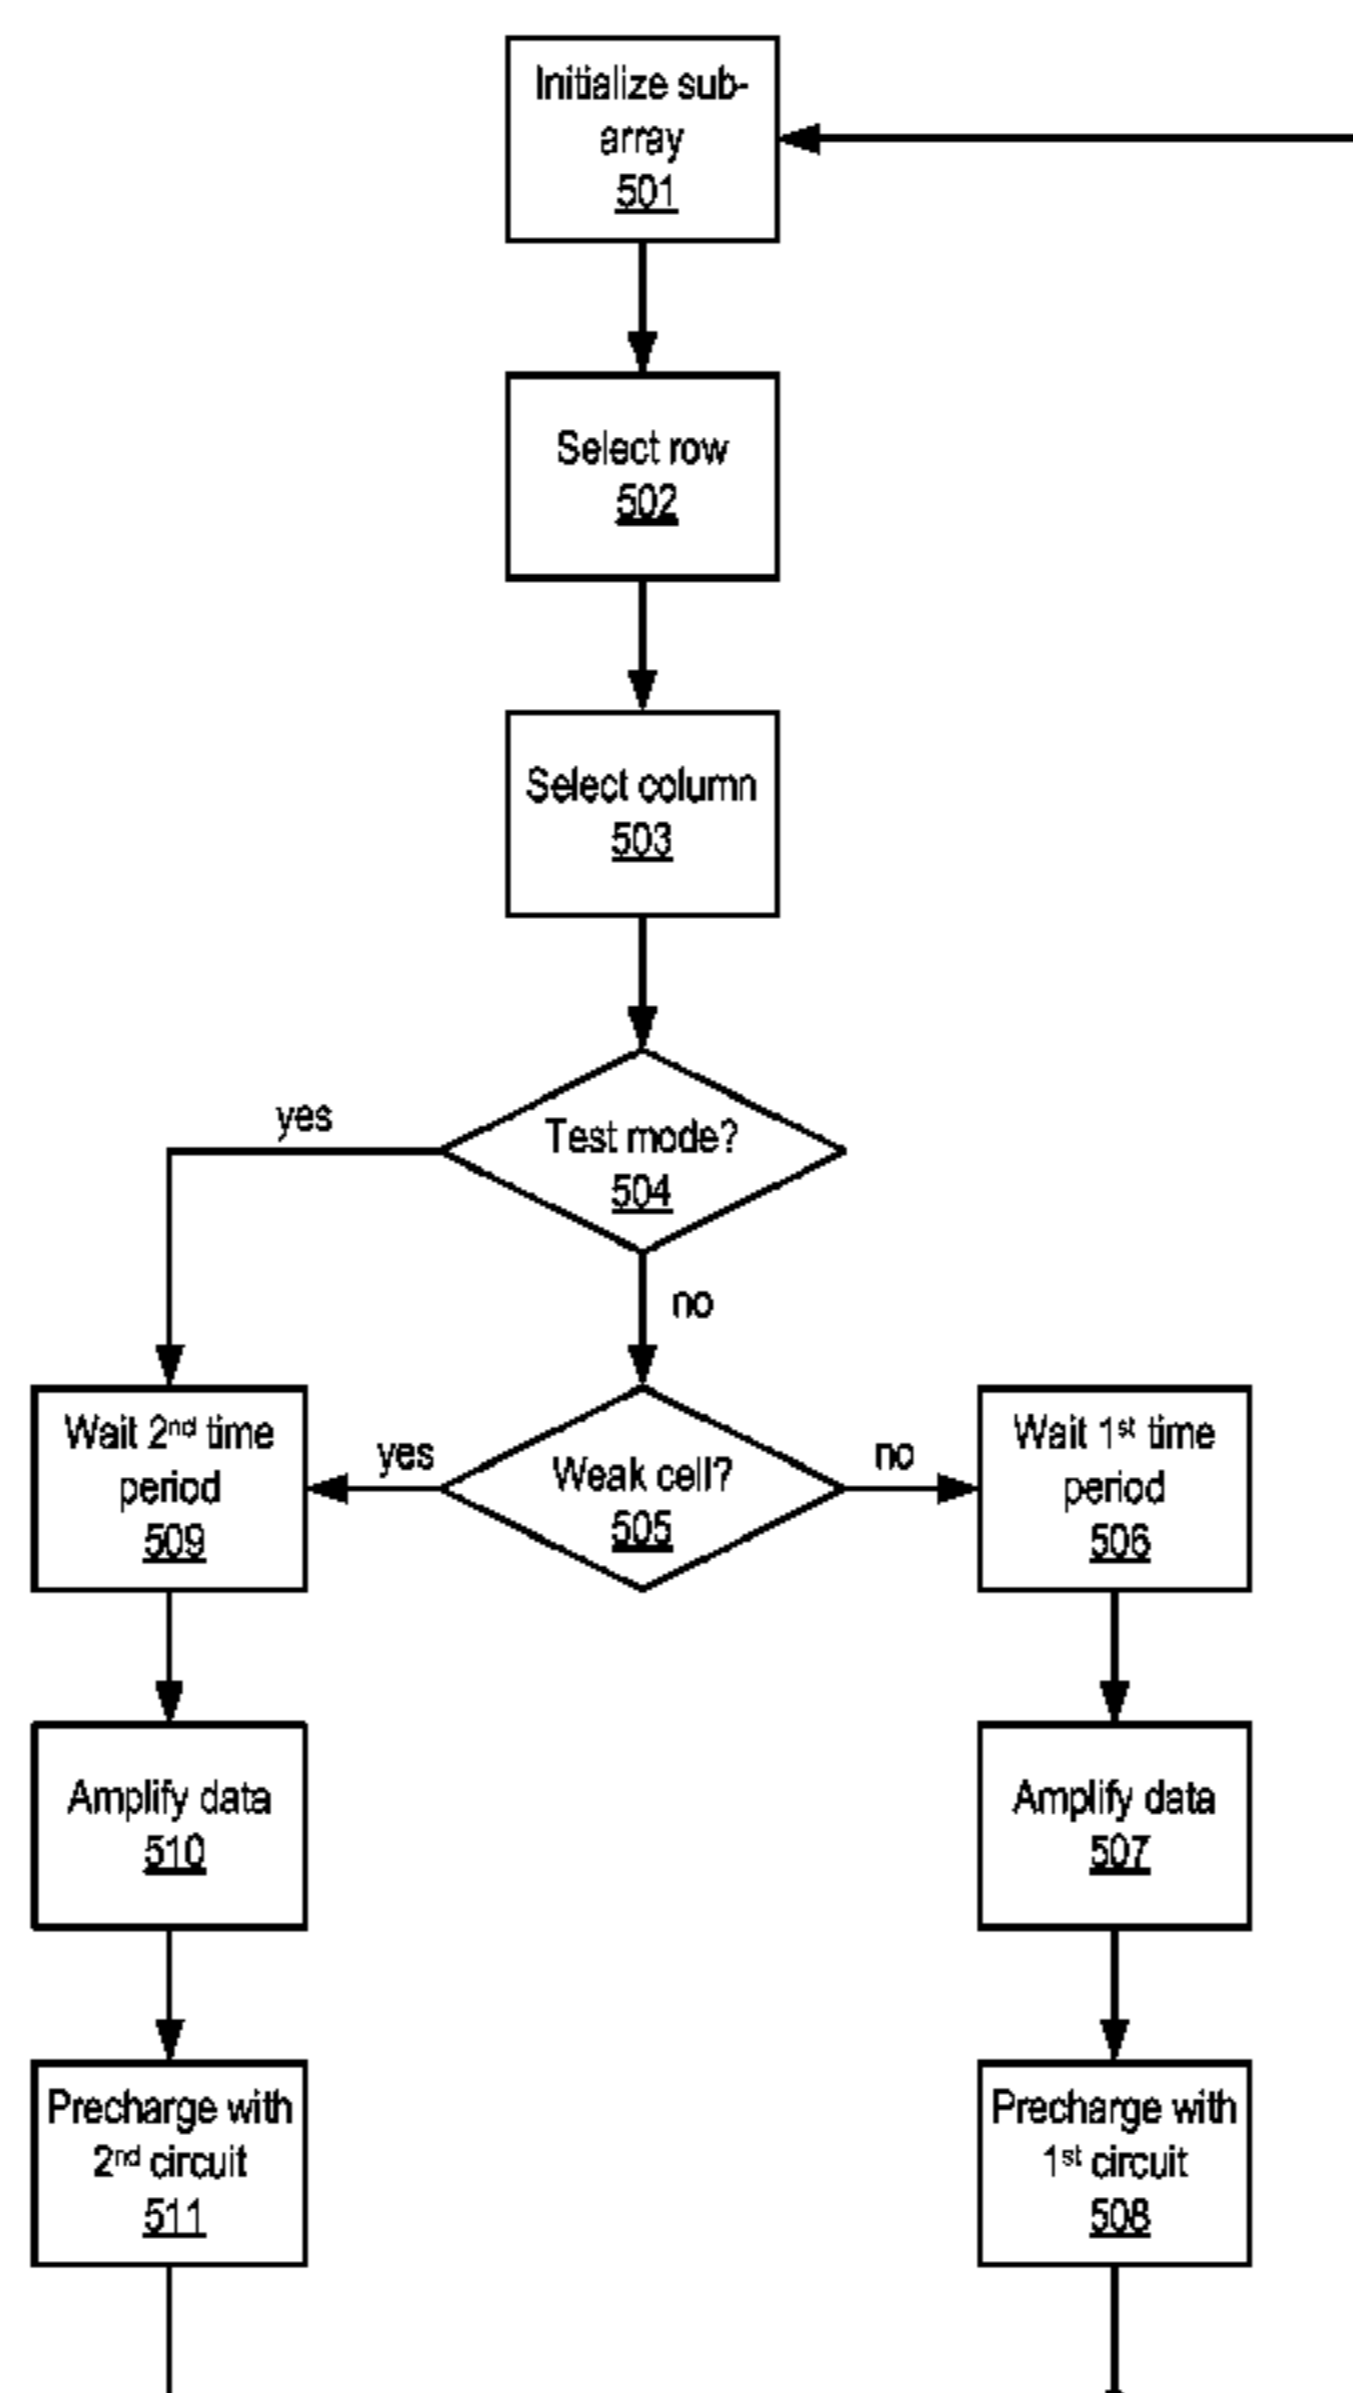 Initialize sub-
array
501
Select row
502
Select column
503
Test mode?
504
yes
no
Wait 2nd time
period
509
yes
Weak cell?
505
no
Wait 1st time
period
506
Amplify data
510
Amplify data
507
Precharge with
2nd circuit
511
Precharge with
1st circuit
508